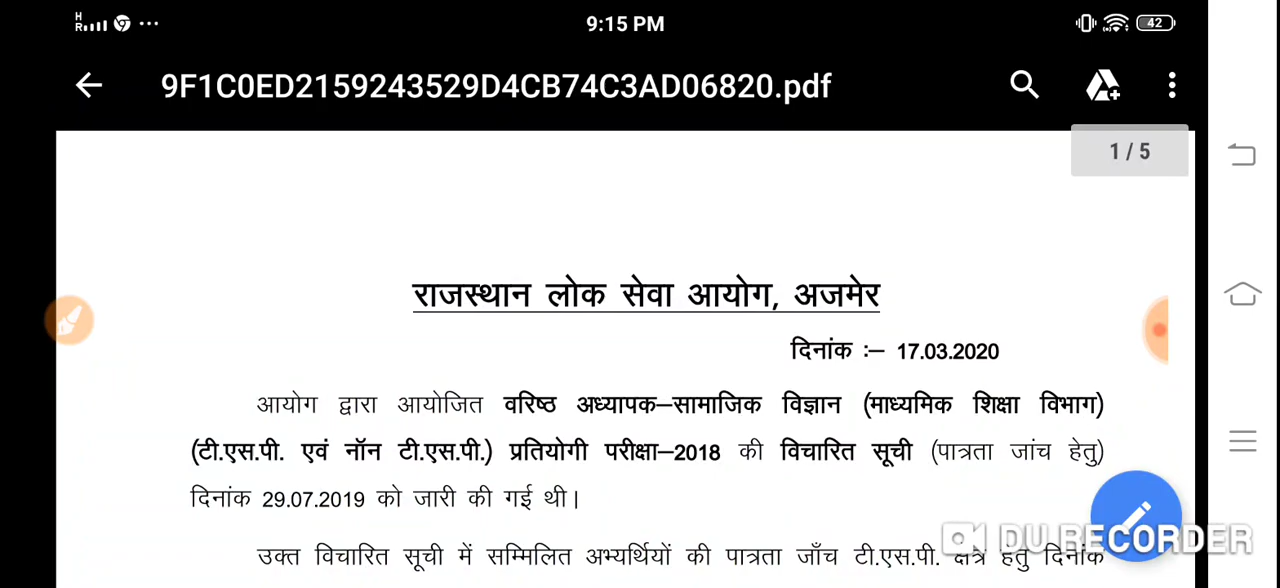 HR 9:15 PM 42
9F1C0ED2159243529D4CB74C3AD06820.pdf
1 / 5
राजस्थान लोक सेवा आयोग, अजमेर
दिनांक :– 17.03.2020
आयोग द्वारा आयोजित वरिष्ठ अध्यापक–सामाजिक विज्ञान (माध्यमिक शिक्षा विभाग)
(टी.एस.पी. एवं नॉन टी.एस.पी.) प्रतियोगी परीक्षा–2018 की विचारित सूची (पात्रता जांच हेतु)
दिनांक 29.07.2019 को जारी की गई थी।
DU RECORDER
उक्त विचारित सूची में सम्मिलित अभ्यर्थियों की पात्रता जाँच टी.एस.पी. क्षेत्र हेतु दिनांक